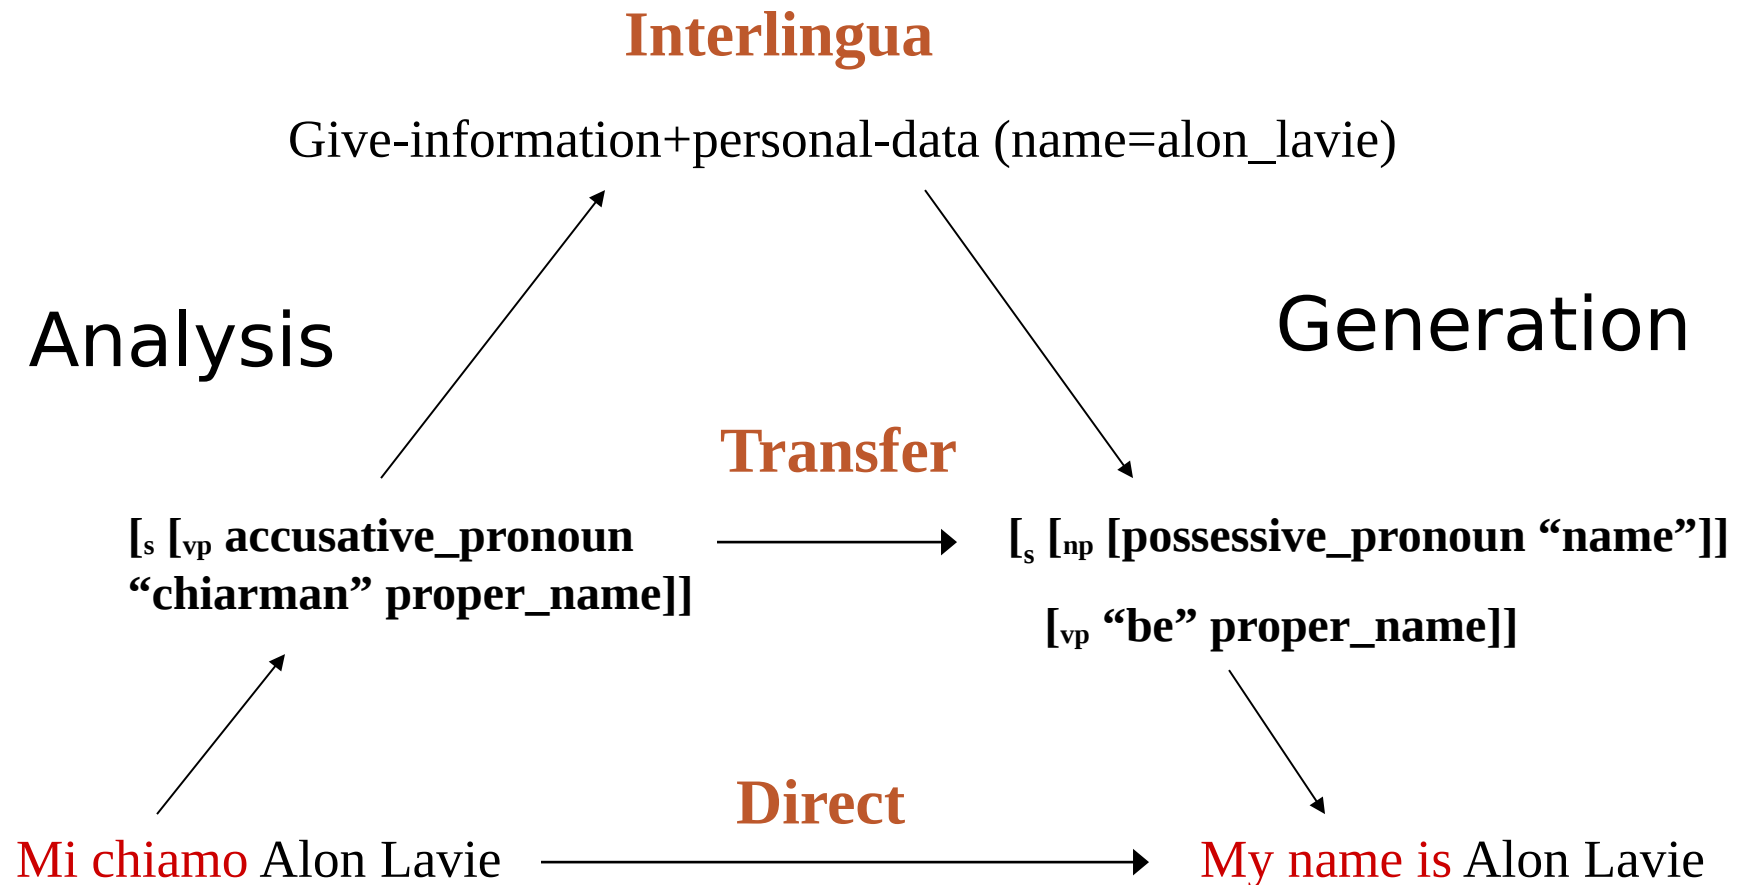 Interlingua
Give-information+personal-data (name=alon_lavie)
Analysis
Generation
Transfer
[s [vp accusative_pronoun
“chiarman” proper_name]]
[s [np [possessive_pronoun “name”]]
[vp “be” proper_name]]
Direct
Mi chiamo Alon Lavie
My name is Alon Lavie